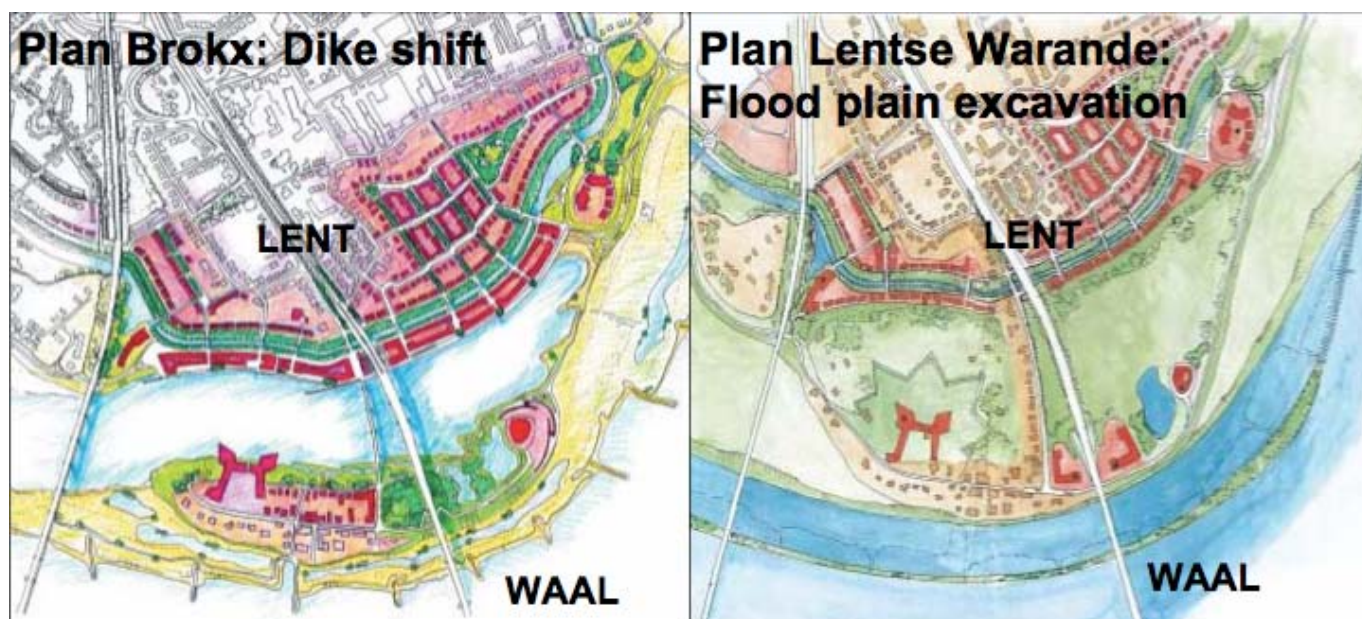 Plan Brokx: Dike shift
LENT
WAAL
Plan Lentse Warande:
Flood plain excavation
LENT
WAAL